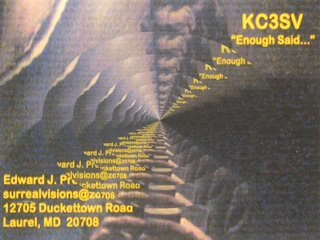 KC3SV
"Enough Said..."
Edward J.
surrealvisions@
12705 Duckettown Road
Laurel, MD 20708